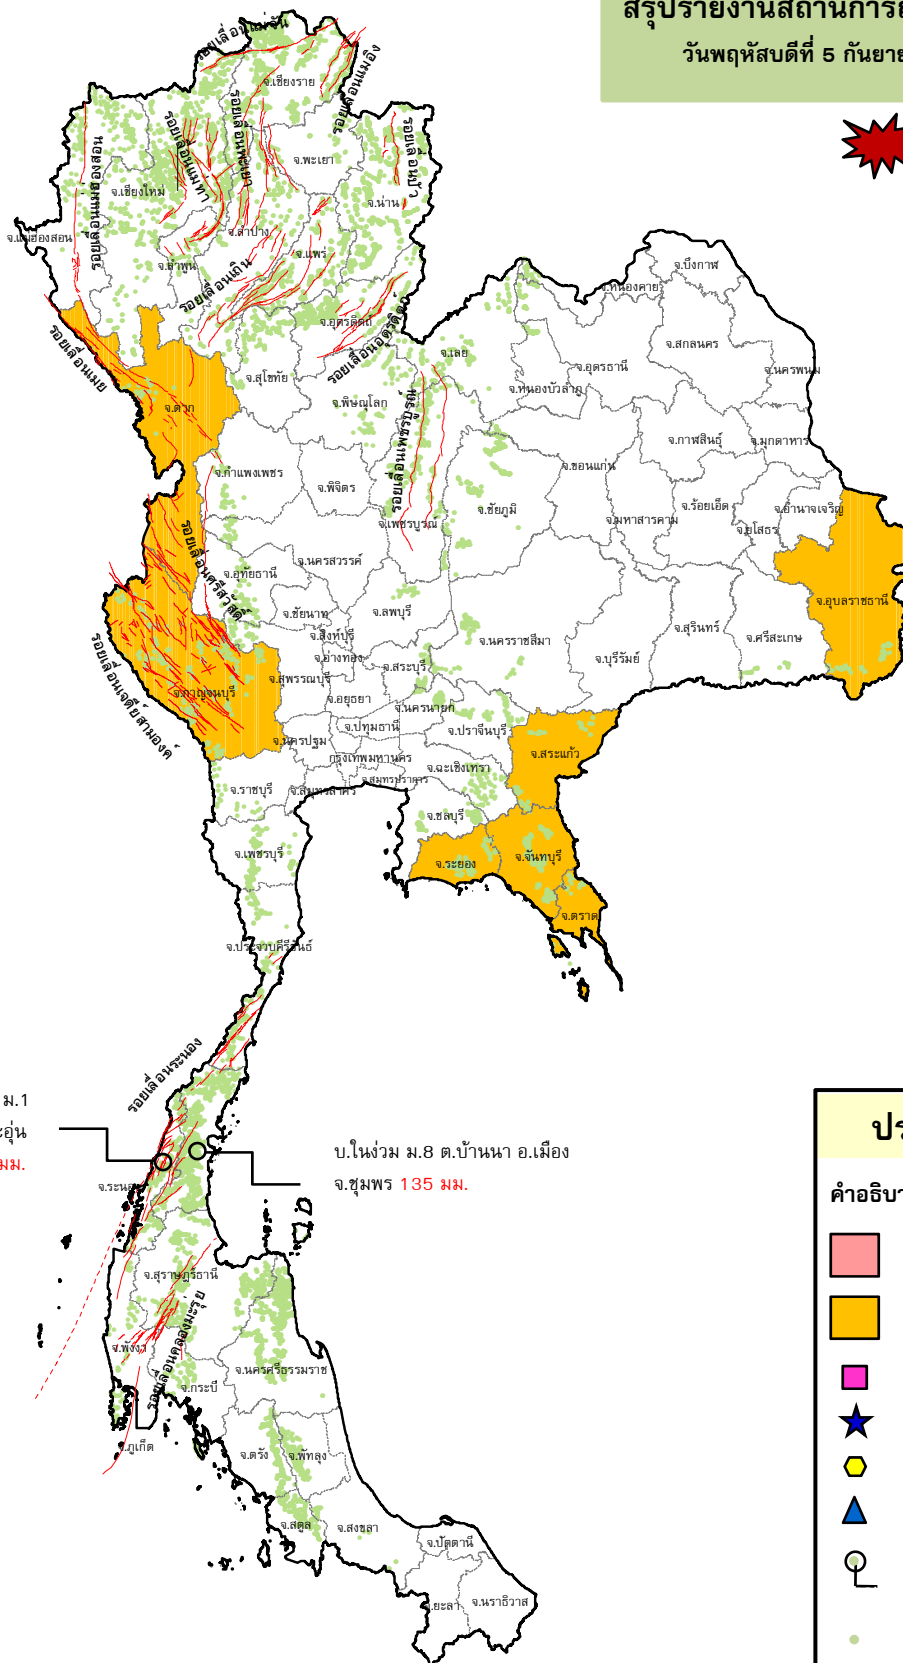 สรุปรายงานสถานการณ์
วันพฤหัสบดีที่ 5 กันยาย
รอยเลื่อนแม่จัน
รอยเลื่อนแม่อิง
จ.เชียงราย
รอยเลื่อนพะเยา
รอยเลื่อนแม่ทา
รอยเลื่อนปัว
จ.พะเยา
รอยเลื่อนแม่ฮ่องสอน
จ.เชียงใหม่
จ.น่าน
จ.แม่ฮ่องสอน
จ.ลำปาง
จ.แพร่
จ.ลำพูน
รอยเลื่อนเถิน
จ.บึงกาฬ
จ.หนองคาย
จ.อุตรดิตถ์
รอยเลื่อนอุตรดิตถ์
รอยเลื่อนเมย
จ.เลย
จ.สกลนคร
จ.อุดรธานี
จ.นครพนม
จ.สุโขทัย
จ.หนองบัวลำภู
จ.ตาก
จ.พิษณุโลก
รอยเลื่อนเพชรบูรณ์
จ.กาฬสินธุ์
จ.มุกดาหาร
จ.ขอนแก่น
จ.กำแพงเพชร
จ.พิจิตร
จ.ชัยภูมิ
จ.ร้อยเอ็ด
จ.อำนาจเจริญ
จ.มหาสารคาม
จ.ยโสธร
จ.เพชรบูรณ์
รอยเลื่อนศรีสวัสดิ์
จ.นครสวรรค์
จ.อุทัยธานี
จ.อุบลราชธานี
จ.ชัยนาท
จ.ลพบุรี
จ.สิงห์บุรี
จ.นครราชสีมา
จ.สุรินทร์
จ.ศรีสะเกษ
จ.อ่างทอง
จ.บุรีรัมย์
จ.สระบุรี
จ.สุพรรณบุรี
รอยเลื่อนเจดีย์สามองค์
จ.กาญจนบุรี
จ.อยุธยา
จ.นครนายก
จ.ปทุมธานี
จ.ปราจีนบุรี
จ.นครปฐม
กรุงเทพมหานคร
จ.สระแก้ว
จ.ฉะเชิงเทรา
จ.สมุทรปราการ
จ.ราชบุรี
จ.สมุทรสาคร
จ.ชลบุรี
จ.เพชรบุรี
จ.ระยอง
จ.จันทบุรี
จ.ตราด
จ.ประจวบคีรีขันธ์
รอยเลื่อนระนอง
ม.1
ะอุ่น
มม.
บ.ในง่วม ม.8 ต.บ้านนา อ.เมือง
จ.ชุมพร 135 มม.
ปร
คำอธิบา
จ.ระนอ
จ.สุราษฎร์ธานี
รอยเลื่อนคลองมะรุ่ย
จ.พังงา
จ.นครศรีธรรมราช
จ.กระบี่
จ.ภูเก็ต
จ.ตรัง
จ.พัทลุง
จ.สตูล
จ.สงขลา
จ.ปัตตานี
จ.ยะลา
จ.นราธิวาส